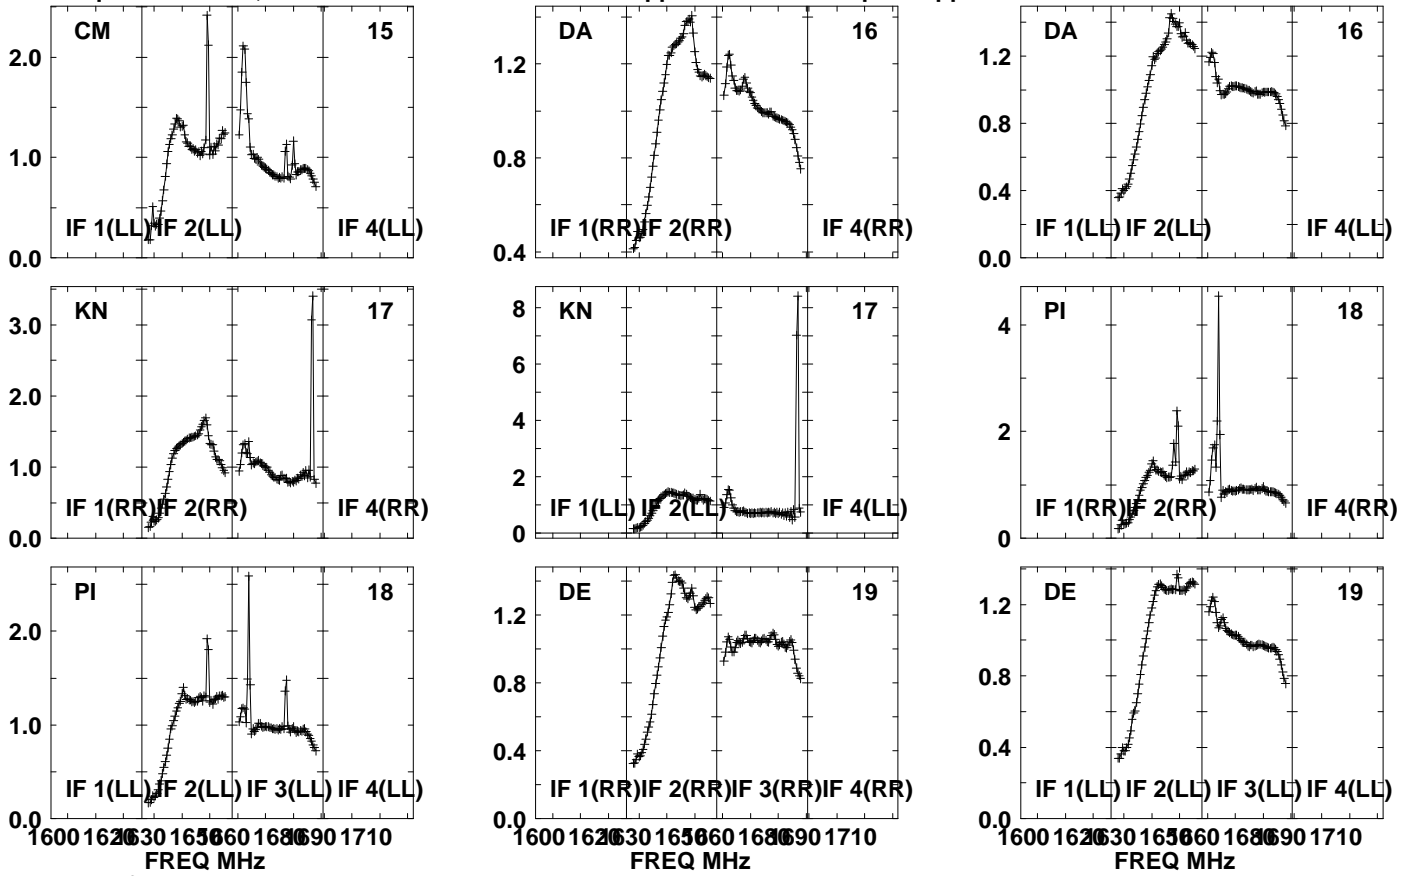 CM 15 DA 16 DA 16
2.0 1.2 1.2
1.0 0.8 0.8
0.4
IF 1(LL) IF 2(LL) IF 4(LL) IF 1(RR) IF 2(RR) IF 4(RR) IF 1(LL) IF 2(LL) IF 4(LL)
0.0 0.4 0.0
KN 17 KN 17 PI 18
3.0 8 4
6
2.0 4 2
1.0 2
IF 1(RR) IF 2(RR) IF 4(RR) IF 1(LL) IF 2(LL) IF 4(LL) IF 1(RR) IF 2(RR) IF 4(RR)
0.0 0 0
PI 18 DE 19 DE 19
2.0 1.2 1.2
1.0 0.8 0.8
0.4 0.4
IF 1(LL) IF 2(LL) IF 3(LL) IF 4(LL) IF 1(RR) IF 2(RR) IF 3(RR) IF 4(RR) IF 1(LL) IF 2(LL) IF 3(LL) IF 4(LL)
0.0 0.0 0.0
1600 1620 1630 1650 1660 1680 1690 1710 1600 1620 1630 1650 1660 1680 1690 1710 1600 1620 1630 1650 1660 1680 1690 1710
FREQ MHz FREQ MHz FREQ MHz